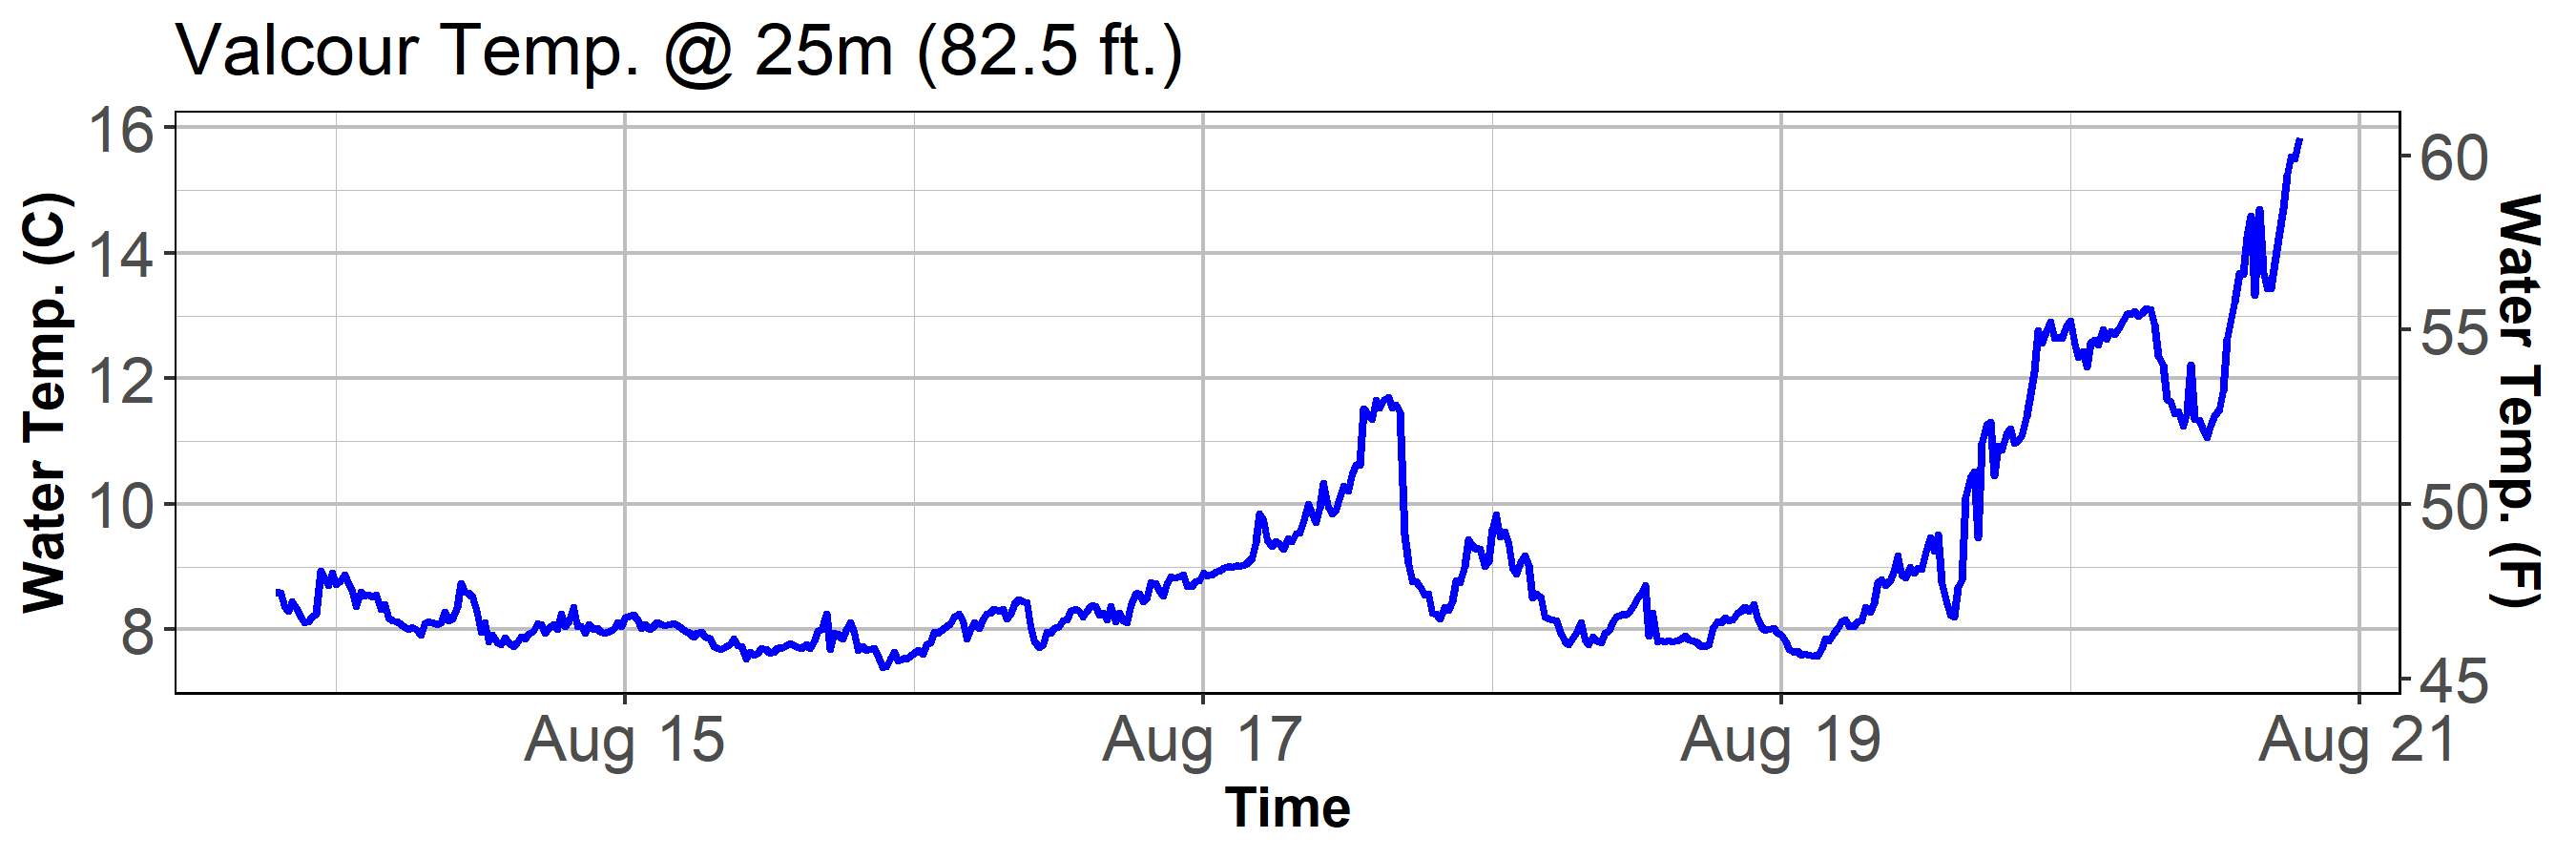 Valcour Temp. @ 25m (82.5 ft.)
Water Temp. (C)
16
14
12
10
8
60
55
50
45
Water Temp. (F)
Aug 15
Aug 17
Aug 19
Aug 21
Time